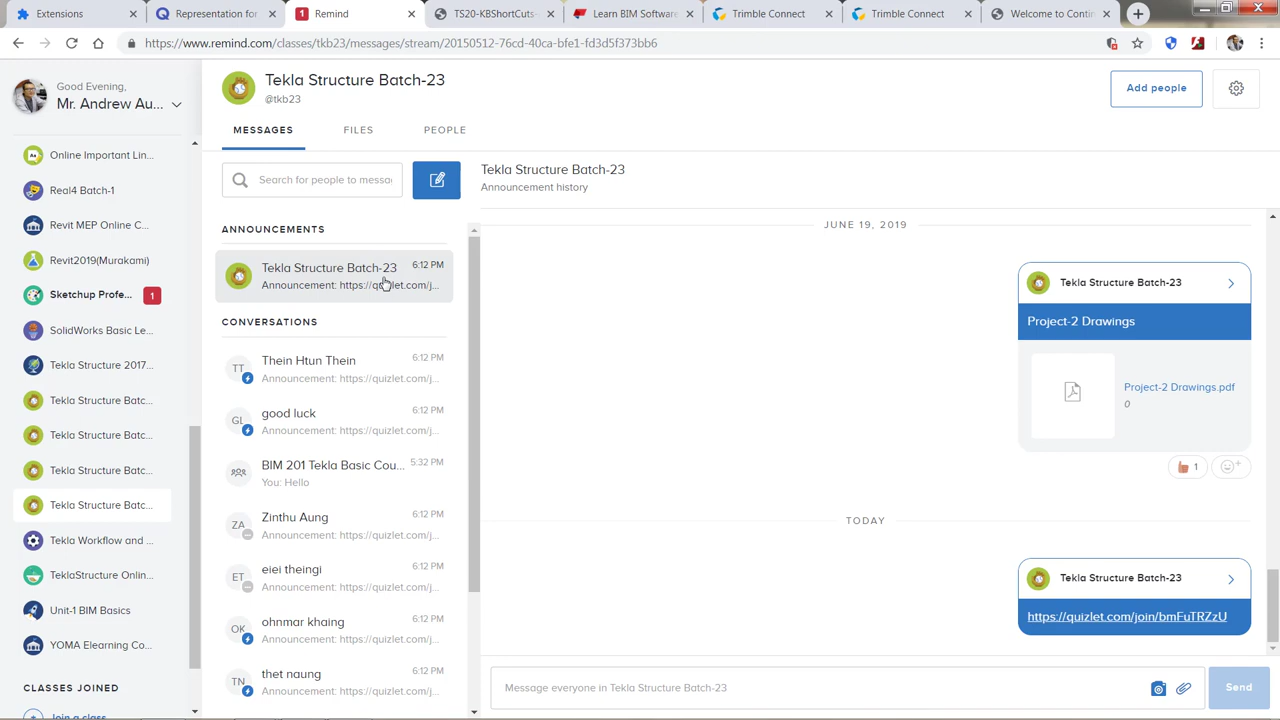 Extensions
Representation for
1 Remind
TS20-KBShortCuts
Learn BIM Software
Trimble Connect
Trimble Connect
Welcome to Contin
https://www.remind.com/classes/tkb23/messages/stream/20150512-76cd-40ca-bfe1-fd3d5f373bb6
Good Evening,
Mr. Andrew Au...
Online Important Lin...
Real4 Batch-1
Revit MEP Online C...
Revit2019(Murakami)
Sketchup Profe... 1
SolidWorks Basic Le...
Tekla Structure 2017...
Tekla Structure Batc...
Tekla Structure Batc...
Tekla Structure Batc...
Tekla Structure Batc...
Tekla Workflow and ...
TeklaStructure Onlin...
Unit-1 BIM Basics
YOMA Elearning Co...
CLASSES JOINED
Join a class
Tekla Structure Batch-23
@tkb23
Add people
MESSAGES FILES PEOPLE
Search for people to messa
ANNOUNCEMENTS
Tekla Structure Batch-23 6:12 PM
Announcement: https://quizlet.com/j...
CONVERSATIONS
TT Thein Htun Thein 6:12 PM
Announcement: https://quizlet.com/j...
GL good luck 6:12 PM
Announcement: https://quizlet.com/j...
BIM 201 Tekla Basic Cou... 5:32 PM
You: Hello
ZA Zinthu Aung 6:12 PM
Announcement: https://quizlet.com/j...
ET eiei theingi 6:12 PM
Announcement: https://quizlet.com/j...
OK ohnmar khaing 6:12 PM
Announcement: https://quizlet.com/j...
TN thet naung 6:12 PM
Announcement: https://quizlet.com/j...
Tekla Structure Batch-23
Announcement history
JUNE 19, 2019
Tekla Structure Batch-23
Project-2 Drawings
Project-2 Drawings.pdf
0
1
TODAY
Tekla Structure Batch-23
https://quizlet.com/join/bmFuTRZzU
Message everyone in Tekla Structure Batch-23
Send